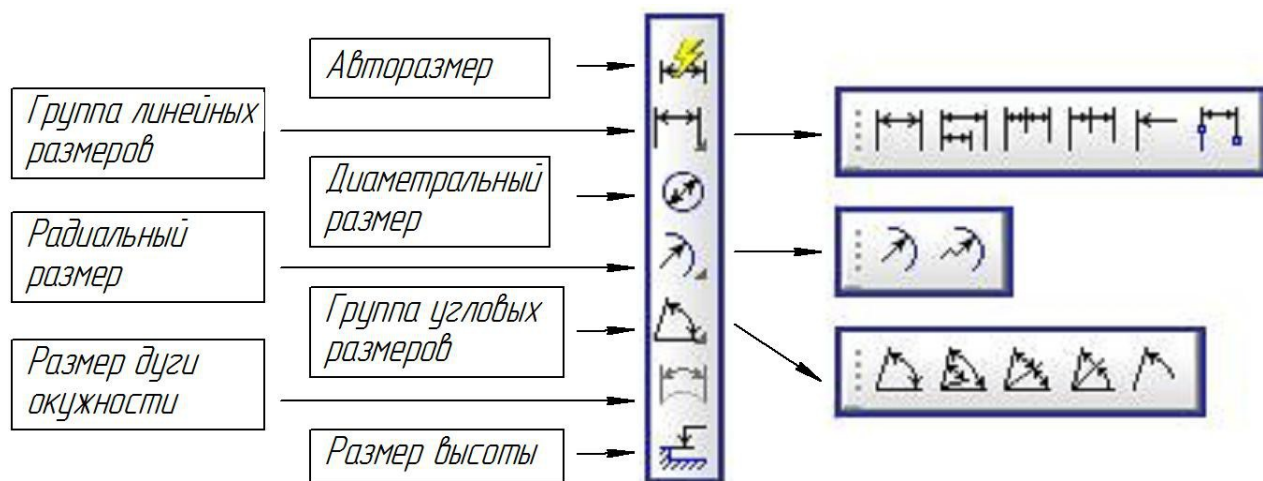 Авторазмер
Группа линейных
размеров
Диаметральный
размер
Радиальный
размер
Группа угловых
размеров
Размер дуги
окужности
Размер высоты